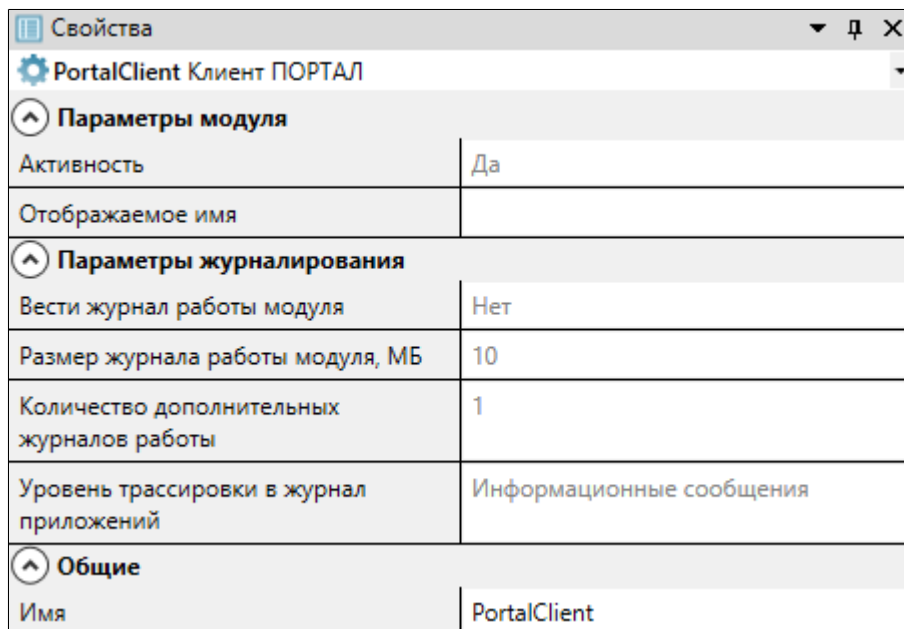 Свойства
PortalClient Клиент ПОРТАЛ
Параметры модуля
Активность Да
Отображаемое имя
Параметры журналирования
Вести журнал работы модуля Нет
Размер журнала работы модуля, МБ 10
Количество дополнительных 1
журналов работы
Уровень трассировки в журнал Информационные сообщения
приложений
Общие
Имя PortalClient